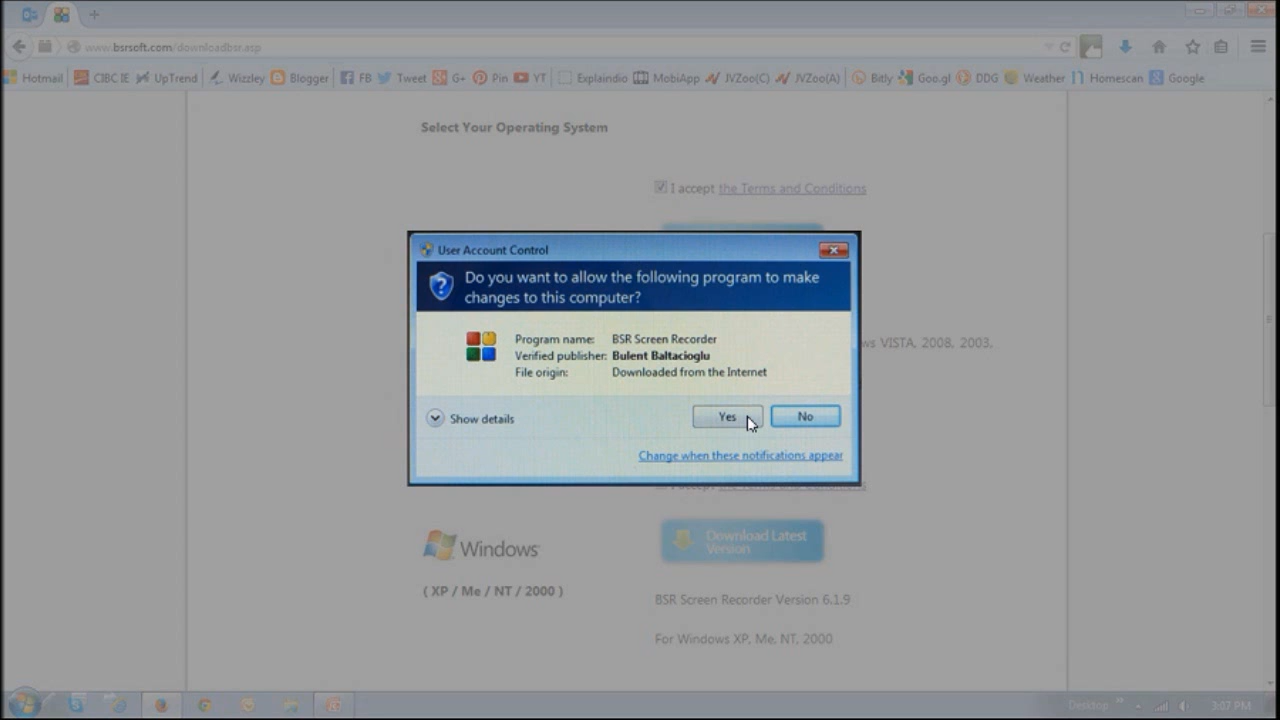 www.bsrsoft.com/downloadbsr.asp
Hotmail CIBC IE UpTrend Wizzley Blogger FB Tweet G+ Pin YT Explaindio MobiApp JVZoo(C) JVZoo(A) Bitly Goo.gl DDG Weather Homescan Google
Select Your Operating System
I accept the Terms and Conditions
User Account Control
Do you want to allow the following program to make
changes to this computer?
Program name: BSR Screen Recorder
Verified publisher: Bulent Baltacioglu
File origin: Downloaded from the Internet
VISTA, 2008, 2003,
Show details
Yes No
Change when these notifications appear
Windows
Download Latest
Version
( XP / Me / NT / 2000 )
BSR Screen Recorder Version 6.1.9
For Windows XP, Me, NT, 2000
Desktop
3:07 PM